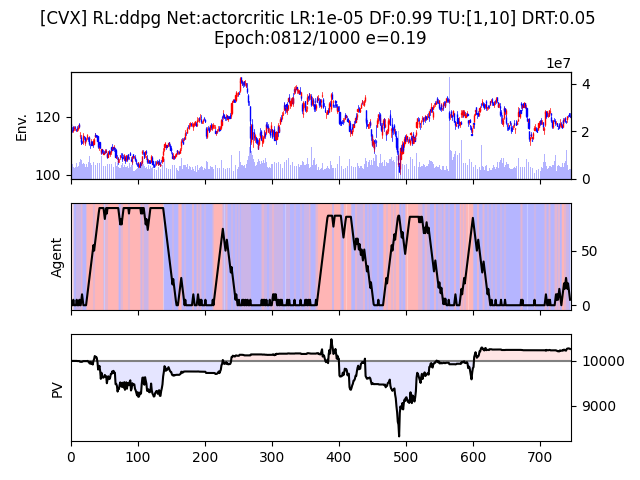 [CVX] RL:ddpg Net:actorcritic LR:1e-05 DF:0.99 TU:[1,10] DRT:0.05
Epoch:0812/1000 e=0.19
1e7
Env.
120
100
4
2
0
Agent
50
0
PV
10000
9000
0 100 200 300 400 500 600 700